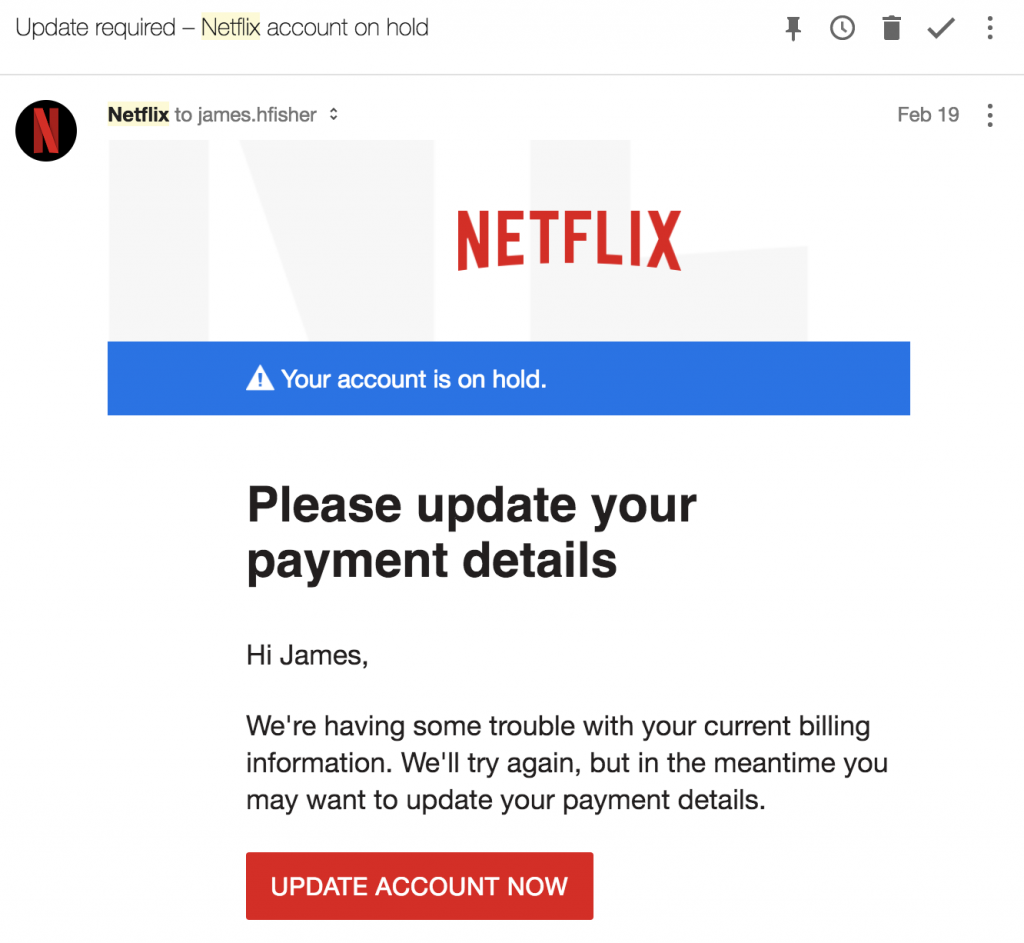 Update required – Netflix account on hold
N
Netflix to james.hfisher
Feb 19
NETFLIX
Your account is on hold.
Please update your
payment details
Hi James,
We're having some trouble with your current billing
information. We'll try again, but in the meantime you
may want to update your payment details.
UPDATE ACCOUNT NOW